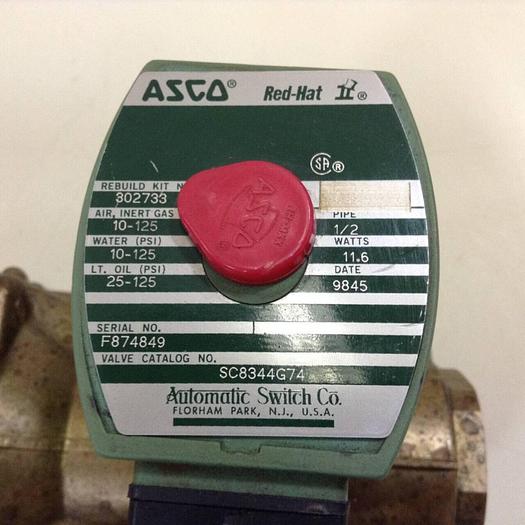 ASCO® Red-Hat II®
SA ®
REBUILD KIT
302733
AIR, INERT GAS PIPE
10-125 1/2
WATER (PSI) WATTS
10-125 11.6
LT. OIL (PSI) DATE
25-125 9845
ASCO®
SERIAL NO.
F874849
VALVE CATALOG NO.
SC8344G74
Automatic Switch Co.
FLORHAM PARK, N.J., U.S.A.